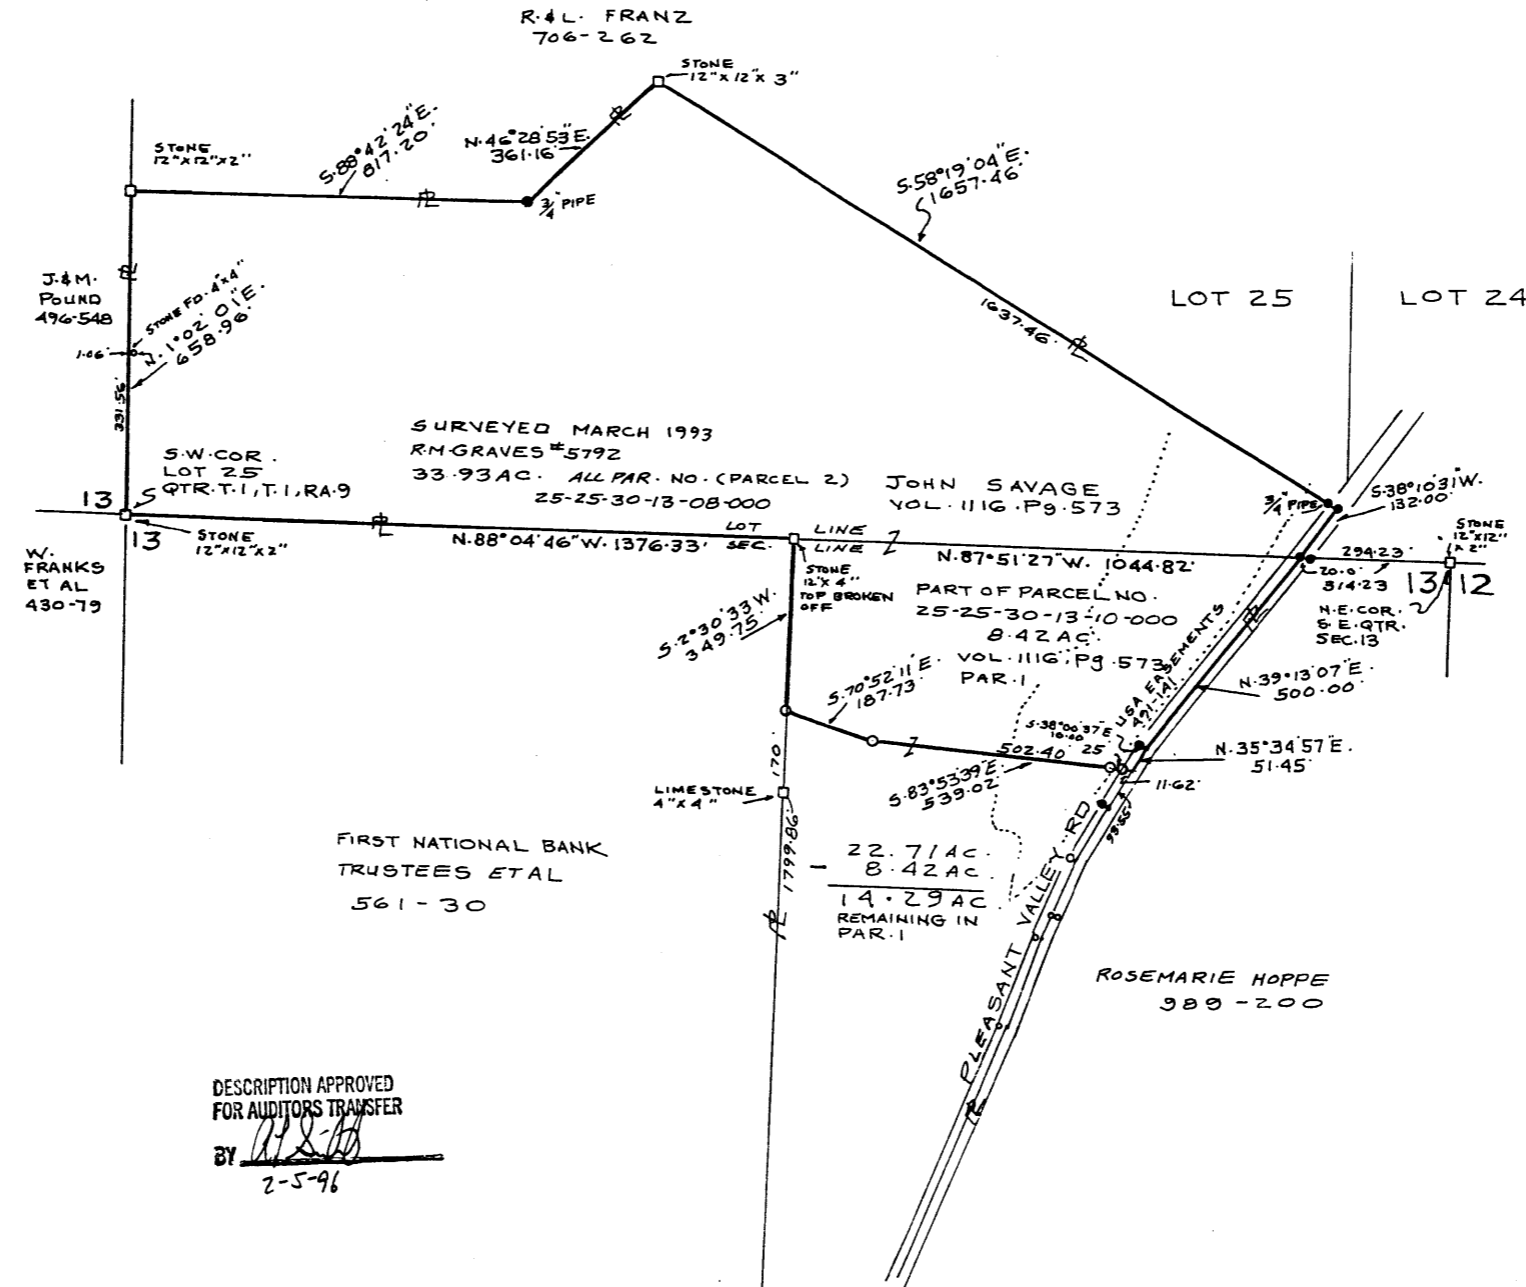 R. & L. FRANZ
706-262
STONE
12"X12"X3"
STONE
12"X12"X2"
S.88°42'24"E.
817.20'
N.46°28'53"E.
361.16'
3/4" PIPE
S.58°19'04"E.
1657.46'
1637.46'
LOT 25
LOT 24
J.&M.
POUND
496-548
STONE FD. 4"x4"
N.1°02'01"E.
658.96'
1.06'
331.56'
S.W.COR.
LOT 25
QTR.T.1,T.1,RA.9
13
13
STONE
12"X12"X2"
W.
FRANKS
ET AL
430-79
SURVEYED MARCH 1993
R.M.GRAVES #5792
33.93AC. ALL PAR. NO. (PARCEL 2)
25-25-30-13-08-000
JOHN SAVAGE
VOL. 1116. Pg. 573
3/4" PIPE
S.38°10'31"W.
132.00'
STONE
12"X12"
X2"
N.88°04'46"W. 1376.33'
LOT LINE
SEC. LINE
N.87°51'27"W. 1044.82'
294.23'
20.0'
314.23
13 12
N.E.COR.
S.E.QTR.
SEC.13
STONE
12"X4"
TOP BROKEN
OFF
PART OF PARCEL NO.
25-25-30-13-10-000
8.42 AC.
VOL. 1116, Pg. 573
PAR.1
S.2°30'33"W.
349.75'
S.70°52'11"E.
187.73'
USA EASEMENTS
491-141
N.39°13'07"E.
500.00'
S.38°00'37"E
10.00'
502.40' 25'
S.83°53'39"E.
539.02'
N.35°34'57"E.
51.45'
11.62'
93.55'
170.'
LIMESTONE
4"X4"
1799.86'
FIRST NATIONAL BANK
TRUSTEES ET AL
561-30
22.71AC.
- 8.42AC.
14.29AC.
REMAINING IN
PAR.1
PLEASANT VALLEY RD
ROSEMARIE HOPPE
989-200
DESCRIPTION APPROVED
FOR AUDITORS TRANSFER
BY
2-5-96